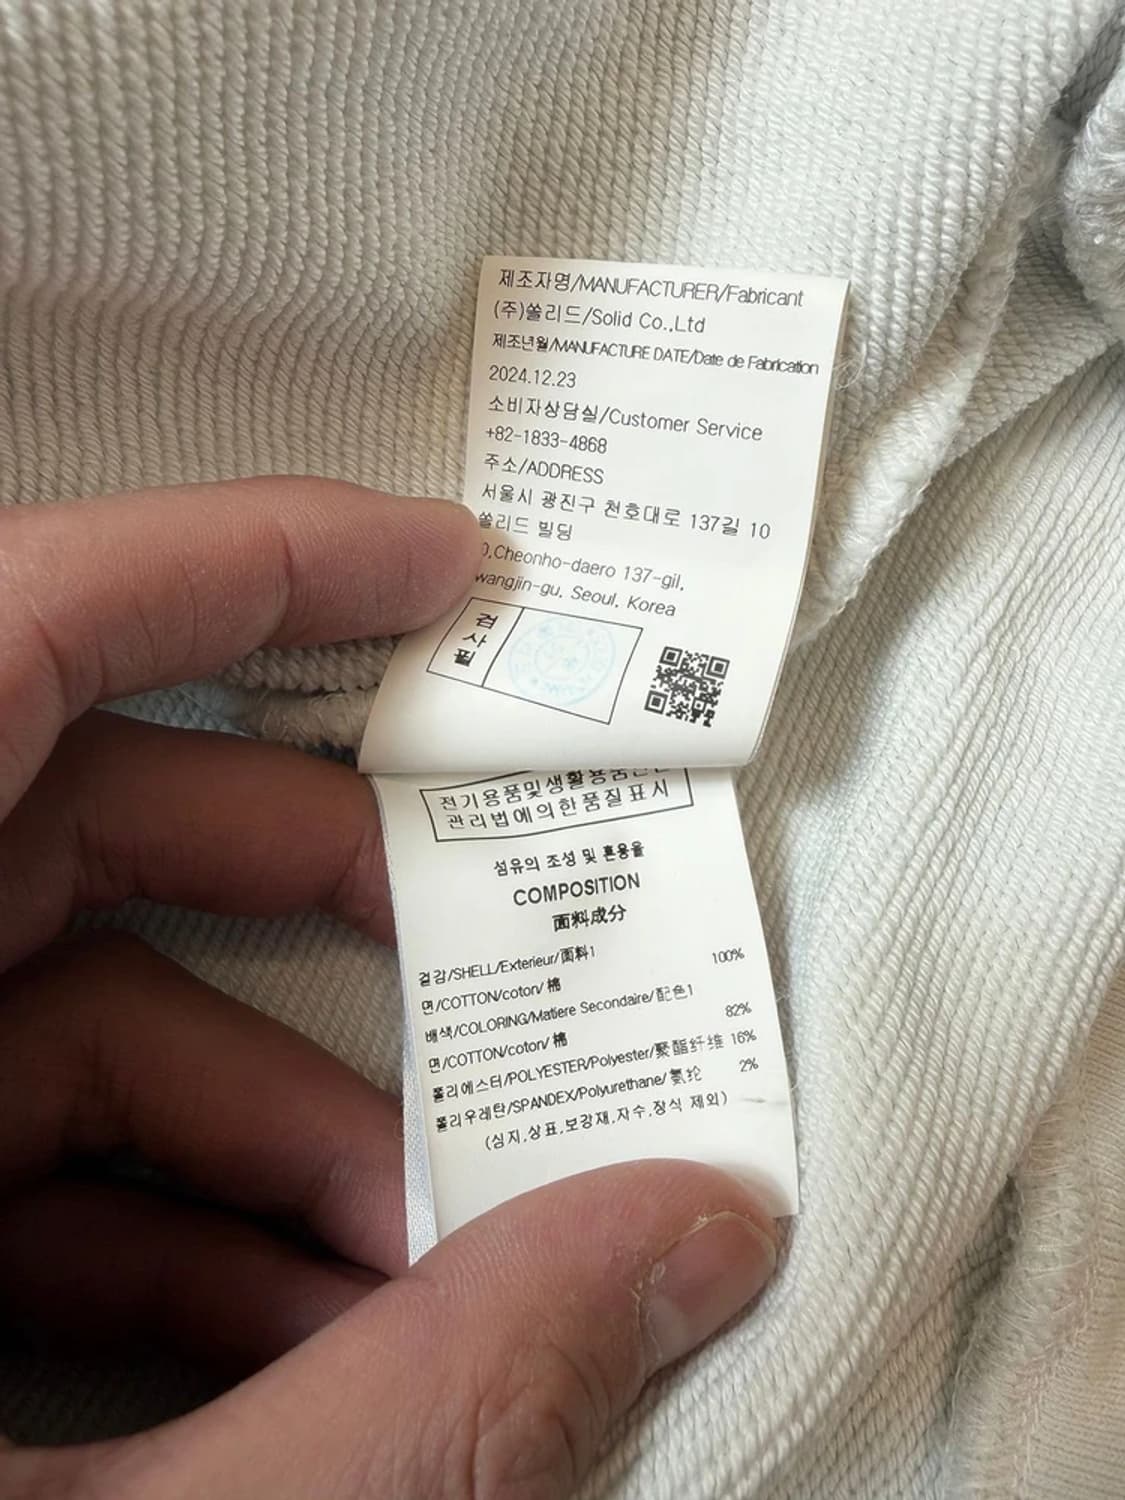 제조자명/MANUFACTURER/Fabricant
(주)쏠리드/Solid Co.,Ltd
제조년월/MANUFACTURE DATE/Date de Fabrication
2024.12.23
소비자상담실/Customer Service
+82-1833-4868
주소/ADDRESS
서울시 광진구 천호대로 137길 10
쏠리드 빌딩
0,Cheonho-daero 137-gil,
wangjin-gu, Seoul, Korea
검사필
전기용품및생활용품안전
관리법에의한품질표시
섬유의 조성 및 혼용율
COMPOSITION
面料成分
겉감/SHELL/Exterieur/面料1
면/COTTON/coton/棉 100%
배색/COLORING/Matiere Secondaire/配色1
면/COTTON/coton/棉 82%
폴리에스터/POLYESTER/Polyester/聚酯纤维 16%
폴리우레탄/SPANDEX/Polyurethane/氨纶 2%
(심지,상표,보강재,자수,장식 제외)